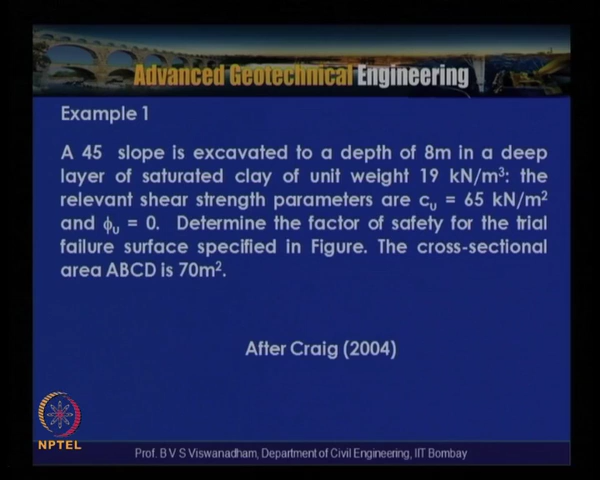 Advanced Geotechnical Engineering
Example 1
A 45 slope is excavated to a depth of 8m in a deep
layer of saturated clay of unit weight 19 kN/m³: the
relevant shear strength parameters are cᵤ = 65 kN/m²
and ϕᵤ = 0. Determine the factor of safety for the trial
failure surface specified in Figure. The cross-sectional
area ABCD is 70m².
After Craig (2004)
NPTEL
Prof. B V S Viswanadham, Department of Civil Engineering, IIT Bombay